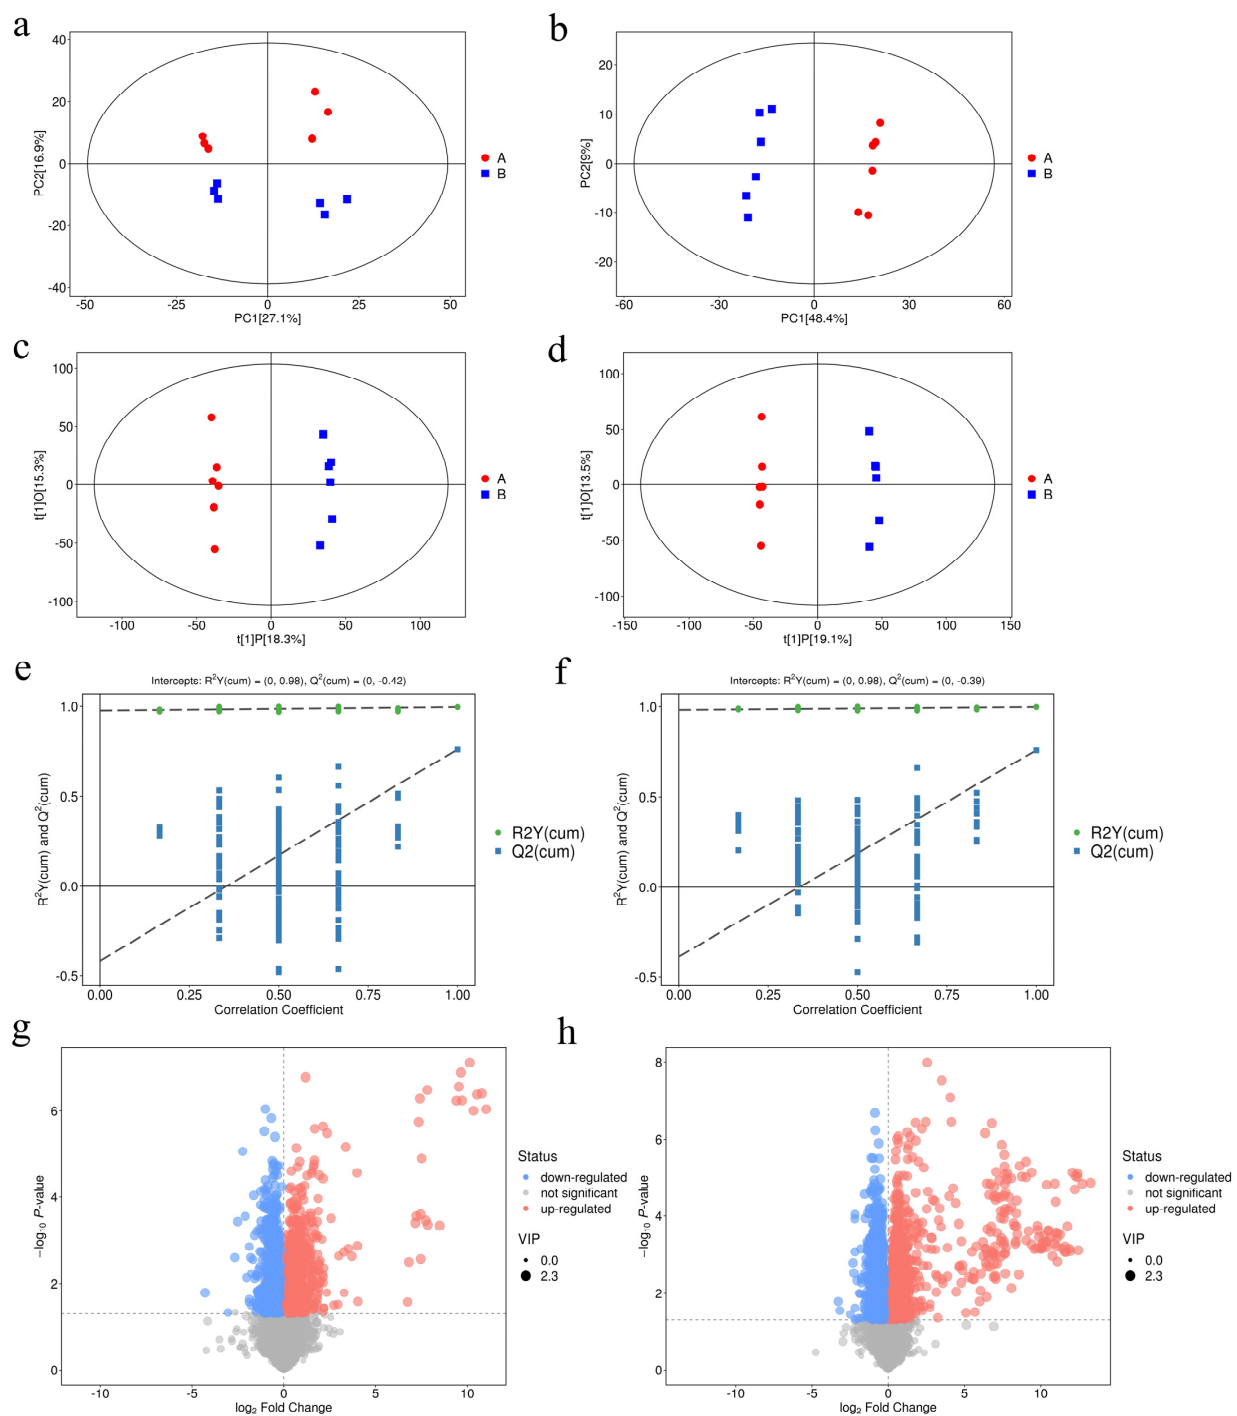 a
40
20
0
-20
-40
-50
-25
0
25
50
PC2[16.9%]
PC1[27.1%]
A
B
b
20
10
0
-10
-20
-60
-30
0
30
60
PC2[9%]
PC1[48.4%]
A
B
c
100
50
0
-50
-100
-100
-50
0
50
100
t[1]O[15.3%]
t[1]P[18.3%]
A
B
d
100
50
0
-50
-100
-150
-100
-50
0
50
100
150
t[1]O[13.5%]
t[1]P[19.1%]
A
B
e
Intercepts: R²Y(cum) = (0, 0.98), Q²(cum) = (0, -0.42)
1.0
0.5
0.0
-0.5
0.00
0.25
0.50
0.75
1.00
R²Y(cum) and Q²(cum)
Correlation Coefficient
R2Y(cum)
Q2(cum)
f
Intercepts: R²Y(cum) = (0, 0.98), Q²(cum) = (0, -0.39)
1.0
0.5
0.0
-0.5
0.00
0.25
0.50
0.75
1.00
R²Y(cum) and Q²(cum)
Correlation Coefficient
R2Y(cum)
Q2(cum)
g
6
4
2
0
-10
-5
0
5
10
−log₁₀ P-value
log₂ Fold Change
Status
down-regulated
not significant
up-regulated
VIP
0.0
2.3
h
8
6
4
2
0
-10
-5
0
5
10
−log₁₀ P-value
log₂ Fold Change
Status
down-regulated
not significant
up-regulated
VIP
0.0
2.3